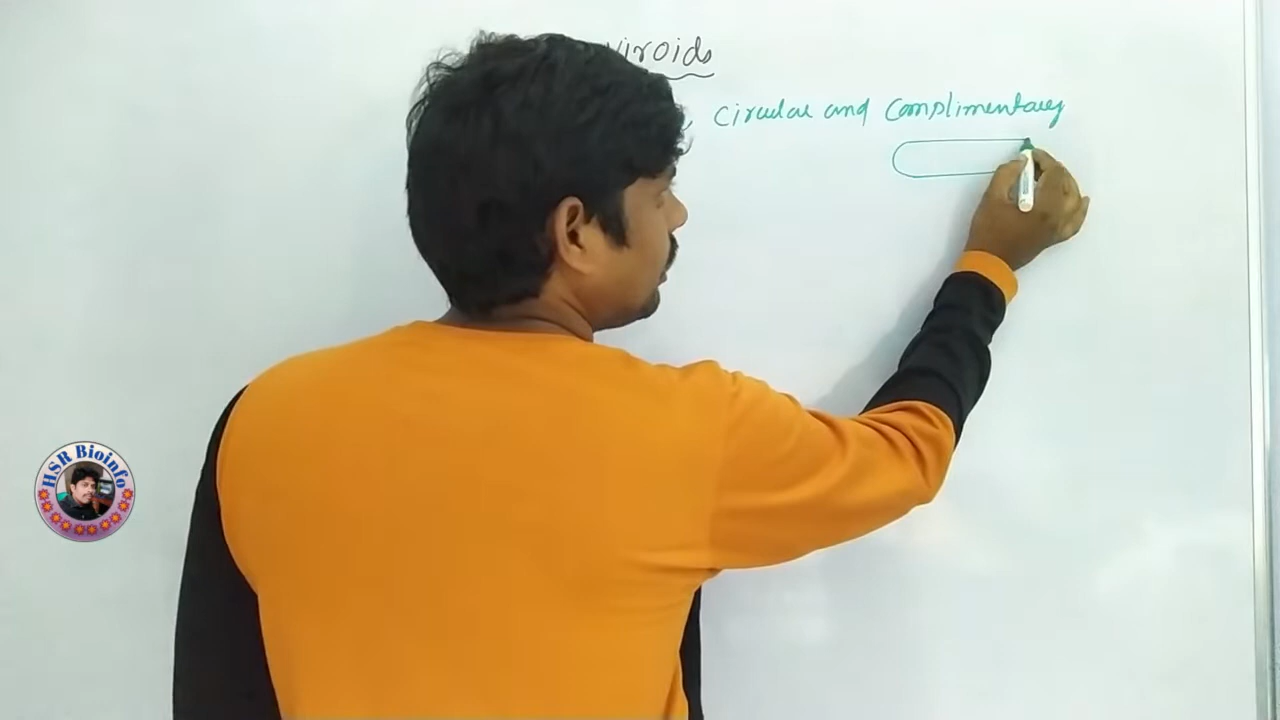 viroids
, circular and complimentary
HSR Bioinfo